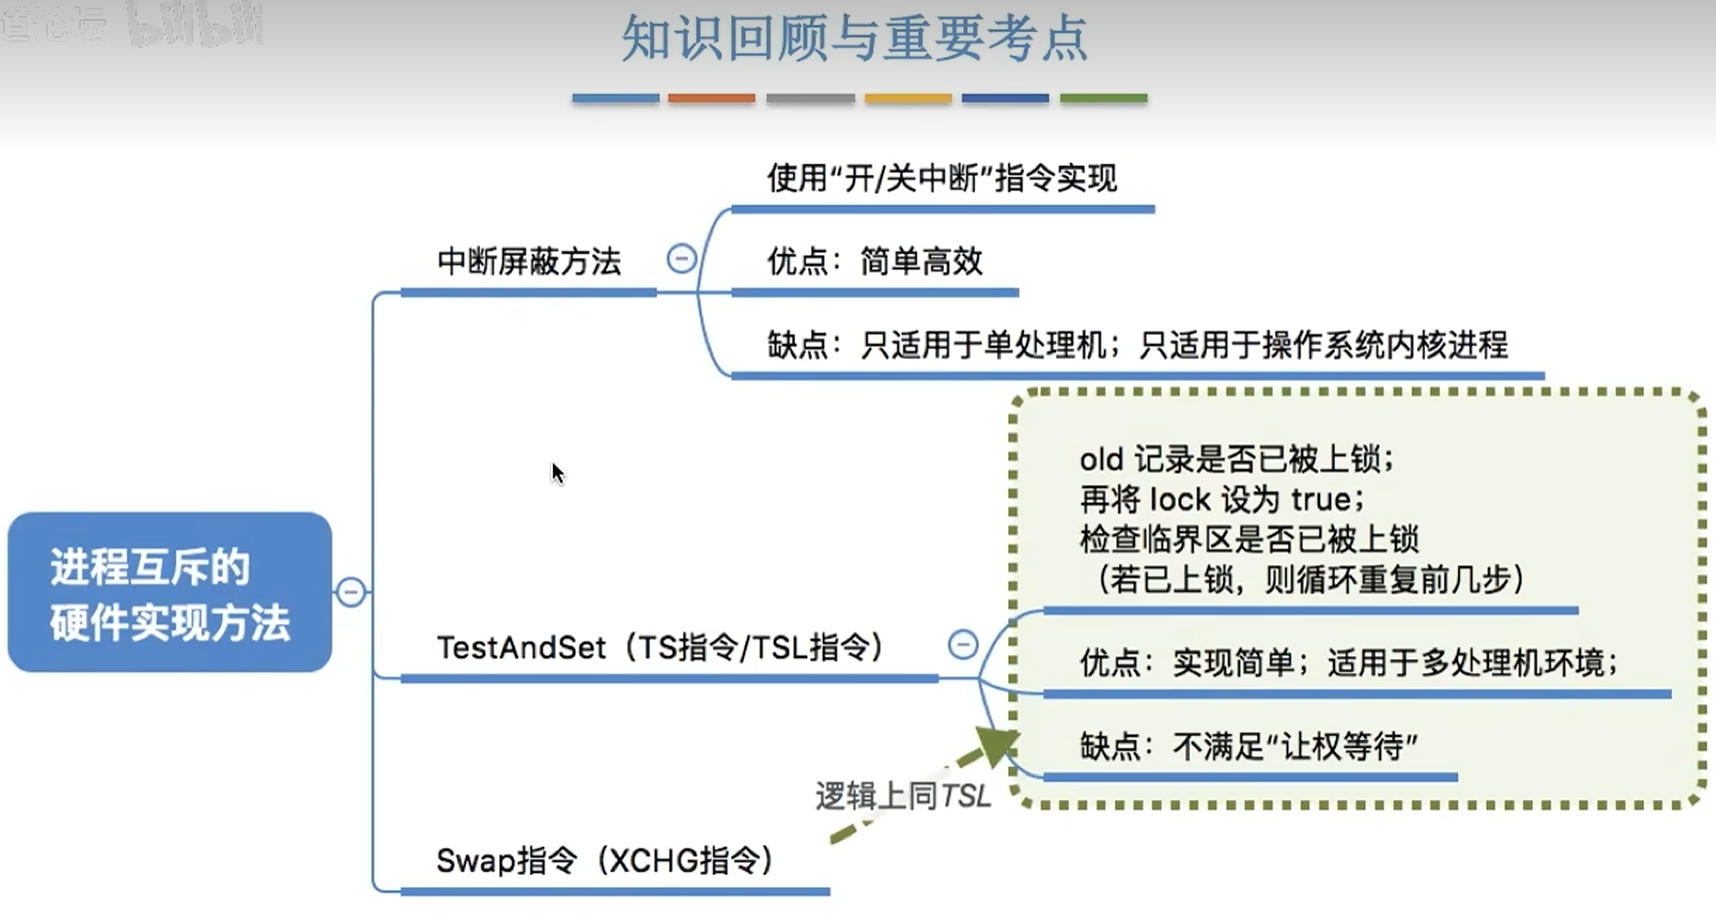 bilibili
知识回顾与重要考点
使用“开/关中断”指令实现
中断屏蔽方法
优点：简单高效
缺点：只适用于单处理机；只适用于操作系统内核进程
进程互斥的
硬件实现方法
old 记录是否已被上锁；
再将 lock 设为 true；
检查临界区是否已被上锁
（若已上锁，则循环重复前几步）
TestAndSet（TS指令/TSL指令）
优点：实现简单；适用于多处理机环境；
缺点：不满足“让权等待”
逻辑上同TSL
Swap指令（XCHG指令）